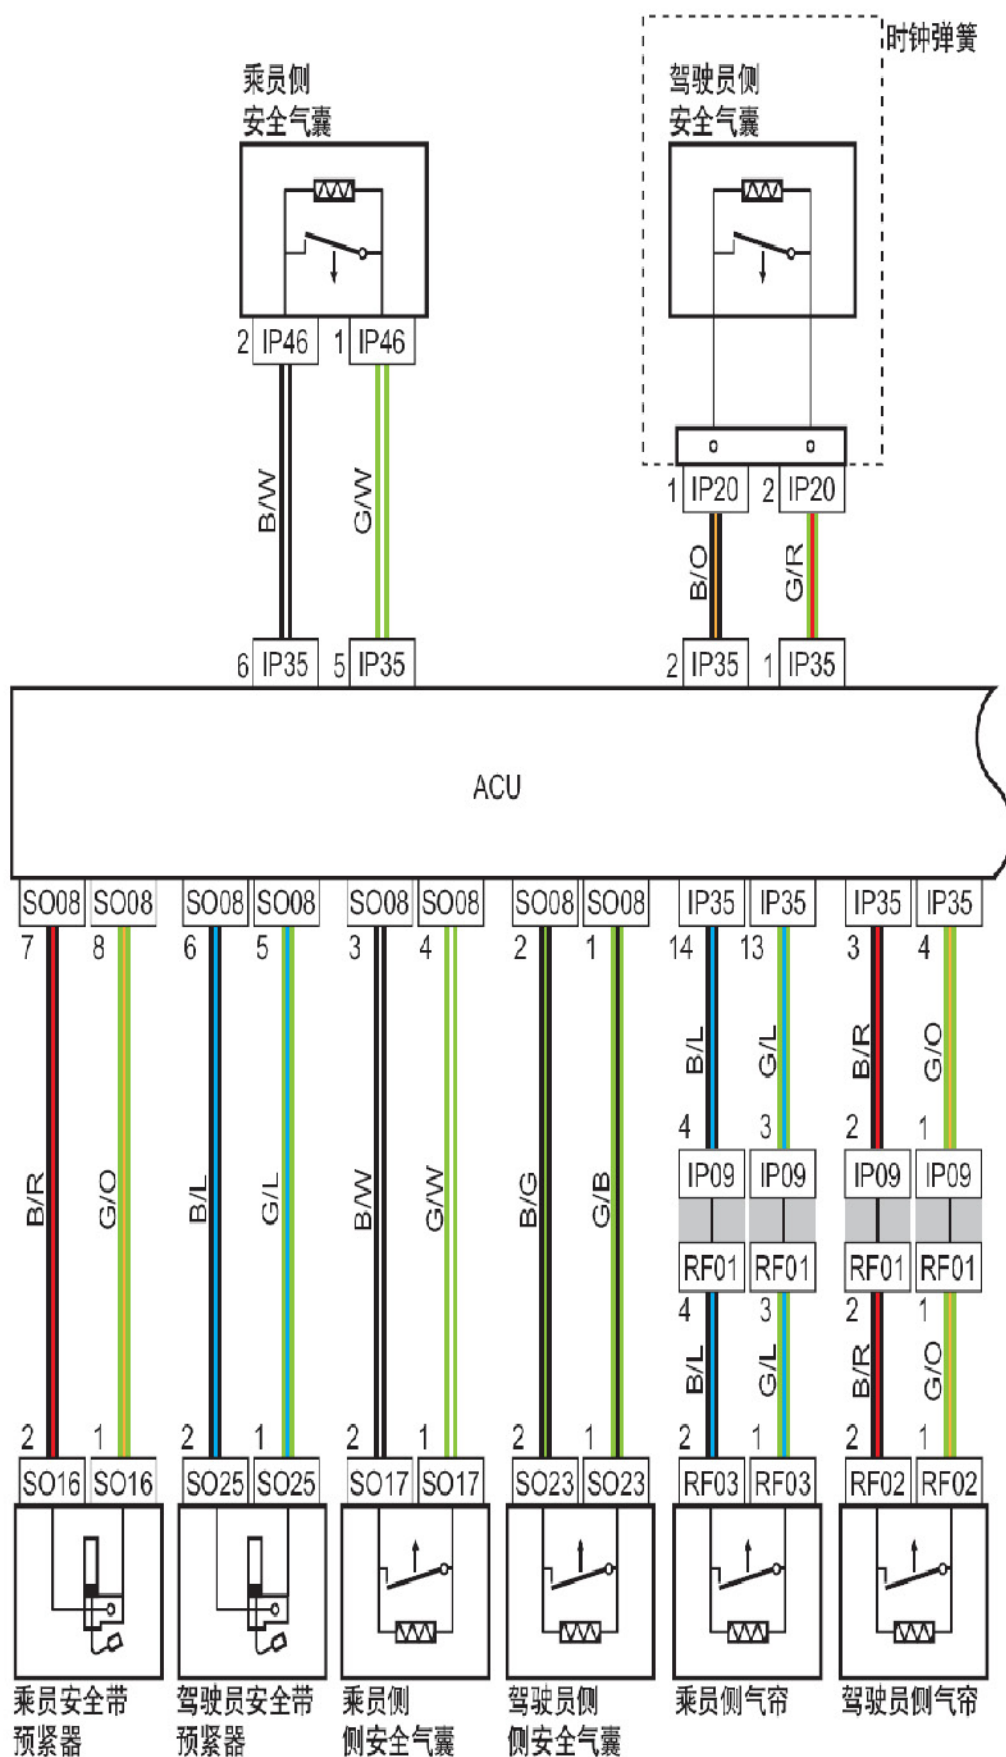 时钟弹簧
乘员侧
安全气囊
驾驶员侧
安全气囊
2 IP46 1 IP46
1 IP20 2 IP20
B/W G/W B/O G/R
6 IP35 5 IP35 2 IP35 1 IP35
ACU
SO08 SO08 SO08 SO08 SO08 SO08 SO08 SO08 IP35 IP35 IP35 IP35
7 8 6 5 3 4 2 1 14 13 3 4
B/L G/L B/R G/O
4 3 2 1
B/R G/O B/L G/L B/W G/W B/G G/B IP09 IP09 IP09 IP09
RF01 RF01 RF01 RF01
4 3 2 1
B/L G/L B/R G/O
2 1 2 1 2 1 2 1 2 1 2 1
SO16 SO16 SO25 SO25 SO17 SO17 SO23 SO23 RF03 RF03 RF02 RF02
乘员安全带
预紧器
驾驶员安全带
预紧器
乘员侧
侧安全气囊
驾驶员侧
侧安全气囊
乘员侧气帘
驾驶员侧气帘